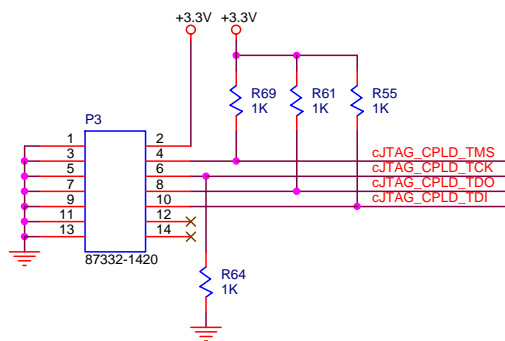 +3.3V +3.3V
R69 R61 R55
1K 1K 1K
P3
1 2
3 4 cJTAG_CPLD_TMS
5 6 cJTAG_CPLD_TCK
7 8 cJTAG_CPLD_TDO
9 10 cJTAG_CPLD_TDI
11 12
13 14
87332-1420
R64
1K